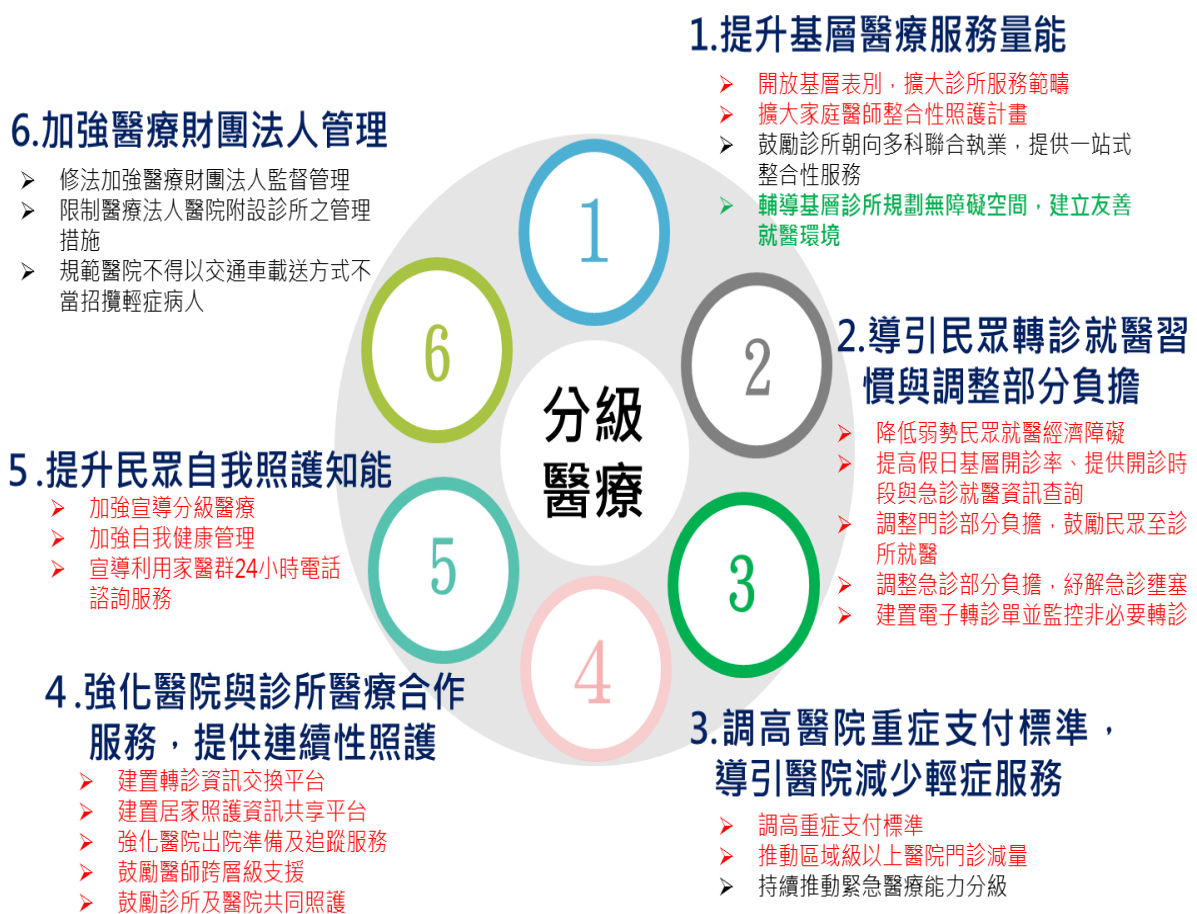 1.提升基層醫療服務量能
➢ 開放基層表別，擴大診所服務範疇
➢ 擴大家庭醫師整合性照護計畫
➢ 鼓勵診所朝向多科聯合執業，提供一站式
整合性服務
➢ 輔導基層診所規劃無障礙空間，建立友善
就醫環境
2.導引民眾轉診就醫習
慣與調整部分負擔
➢ 降低弱勢民眾就醫經濟障礙
➢ 提高假日基層開診率、提供開診時
段與急診就醫資訊查詢
➢ 調整門診部分負擔，鼓勵民眾至診
所就醫
➢ 調整急診部分負擔，紓解急診壅塞
➢ 建置電子轉診單並監控非必要轉診
3.調高醫院重症支付標準，
導引醫院減少輕症服務
➢ 調高重症支付標準
➢ 推動區域級以上醫院門診減量
➢ 持續推動緊急醫療能力分級
4.強化醫院與診所醫療合作
服務，提供連續性照護
➢ 建置轉診資訊交換平台
➢ 建置居家照護資訊共享平台
➢ 強化醫院出院準備及追蹤服務
➢ 鼓勵醫師跨層級支援
➢ 鼓勵診所及醫院共同照護
5.提升民眾自我照護知能
➢ 加強宣導分級醫療
➢ 加強自我健康管理
➢ 宣導利用家醫群24小時電話
諮詢服務
6.加強醫療財團法人管理
➢ 修法加強醫療財團法人監督管理
➢ 限制醫療法人醫院附設診所之管理
措施
➢ 規範醫院不得以交通車載送方式不
當招攬輕症病人
分級
醫療
1
2
3
4
5
6